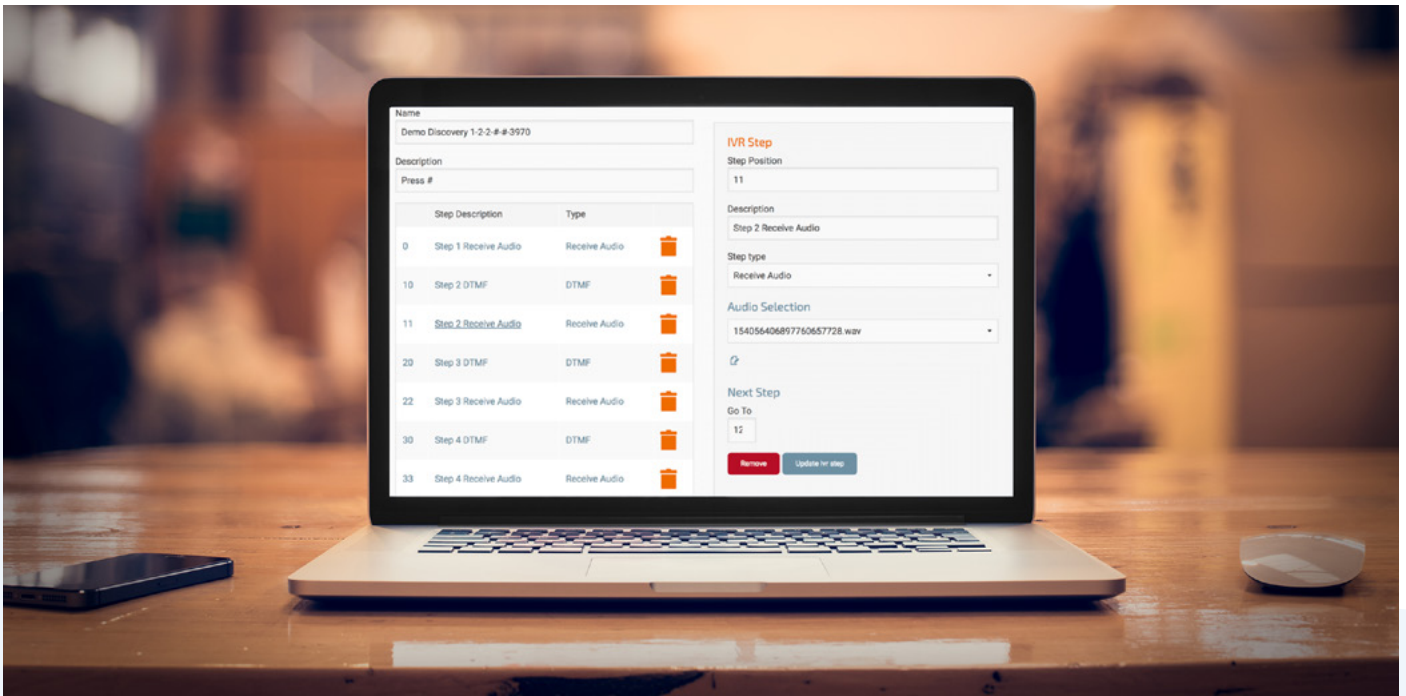 Name
Demo Discovery 1-2-2-#-#-3970
Description
Press #
Step Description Type
0 Step 1 Receive Audio Receive Audio
10 Step 2 DTMF DTMF
11 Step 2 Receive Audio Receive Audio
20 Step 3 DTMF DTMF
22 Step 3 Receive Audio Receive Audio
30 Step 4 DTMF DTMF
33 Step 4 Receive Audio Receive Audio
IVR Step
Step Position
11
Description
Step 2 Receive Audio
Step type
Receive Audio
Audio Selection
154056406897760657728.wav
Next Step
Go To
12
Remove Update ivr step